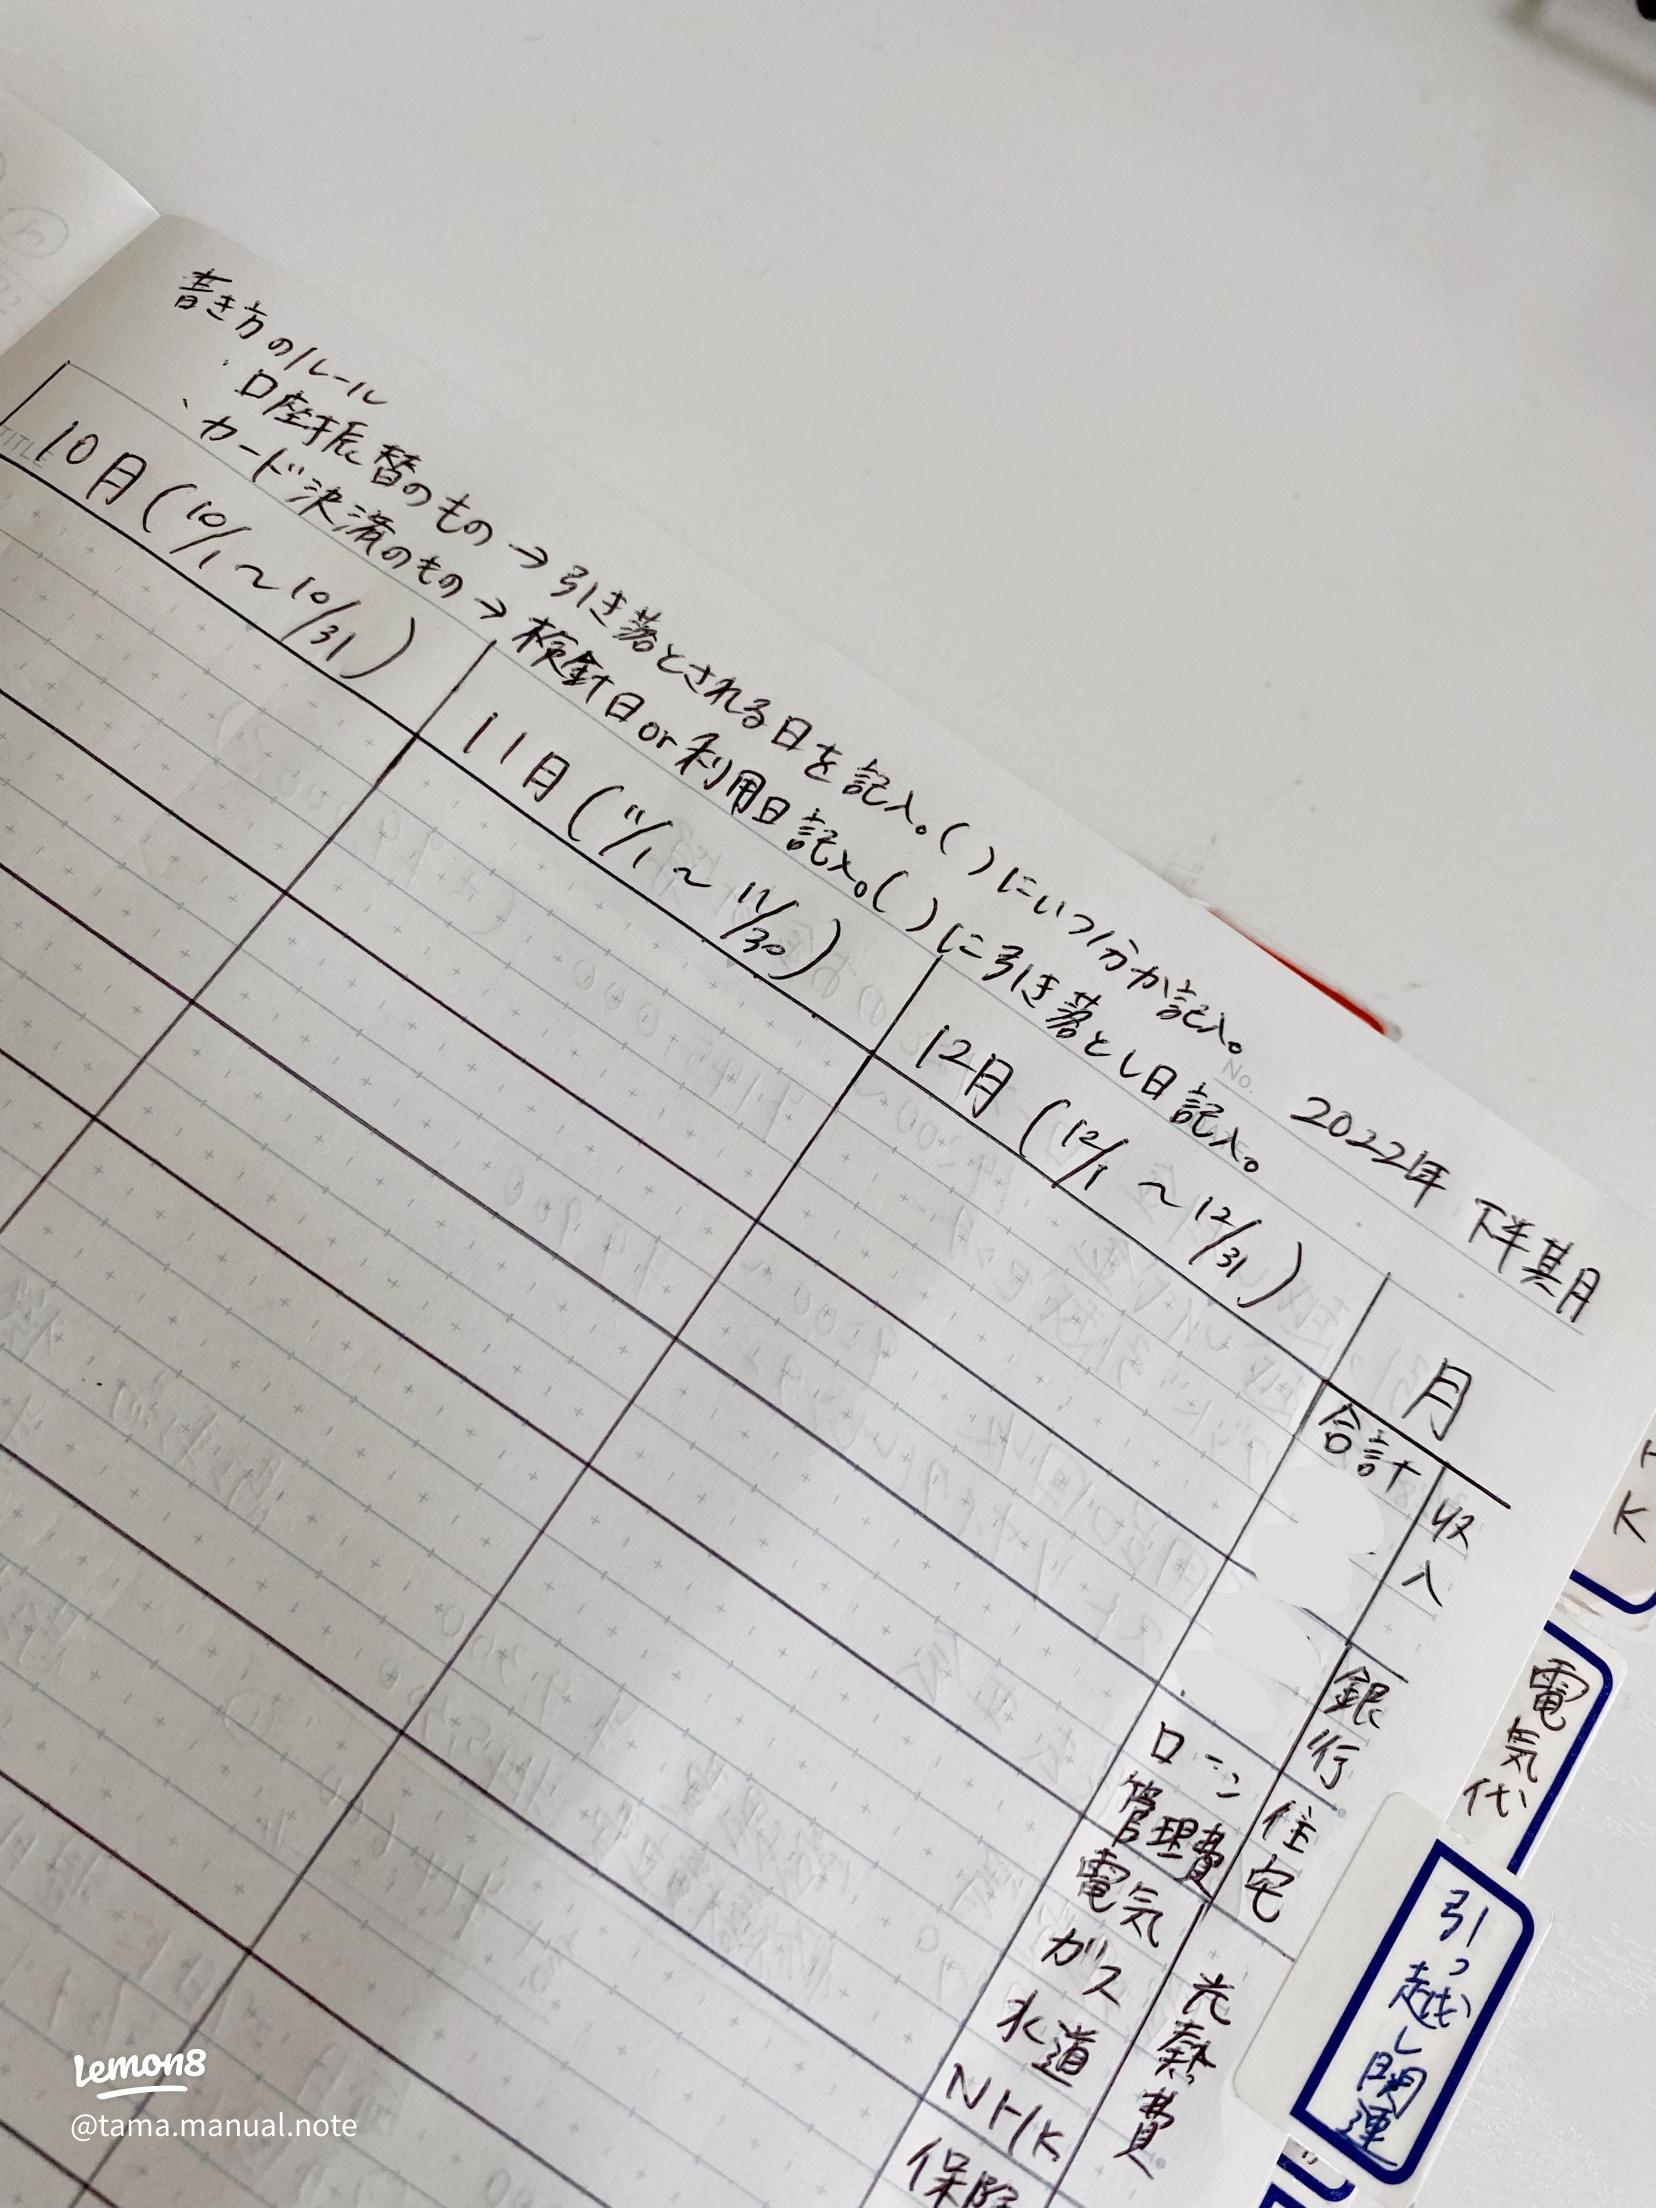 書き方のルール
・口座振替のもの→引き落とされる日を記入。( )にいつ分か記入。
・カード決済のもの→検針日or利用日記入。( )に引き落とし日記入。
No.
2022年 下半期
TITLE
10月(10/1～10/31)
11月(11/1～11/30)
12月(12/1～12/31)
月
合計
収入
銀行
ローン
管理費
住宅
電気
ガス
水道
NHK
光熱費
保険
K
電気代
引っ越し関連
Lemon8
@tama.manual.note